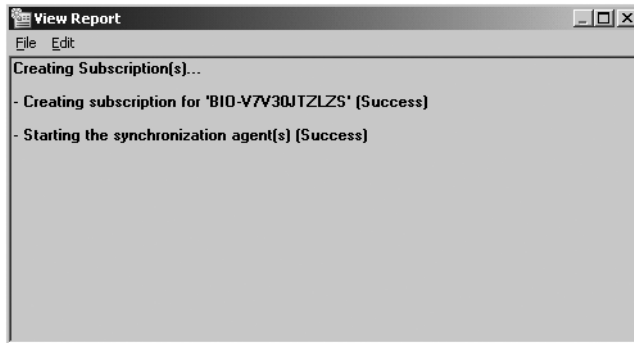 View Report
File Edit
Creating Subscription(s)...
- Creating subscription for 'BIO-V7V30JTZLZS' (Success)
- Starting the synchronization agent(s) (Success)